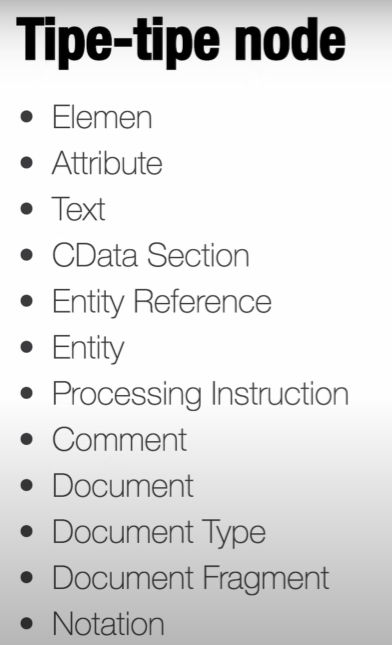 Tipe-tipe node
• Elemen
• Attribute
• Text
• CData Section
• Entity Reference
• Entity
• Processing Instruction
• Comment
• Document
• Document Type
• Document Fragment
• Notation